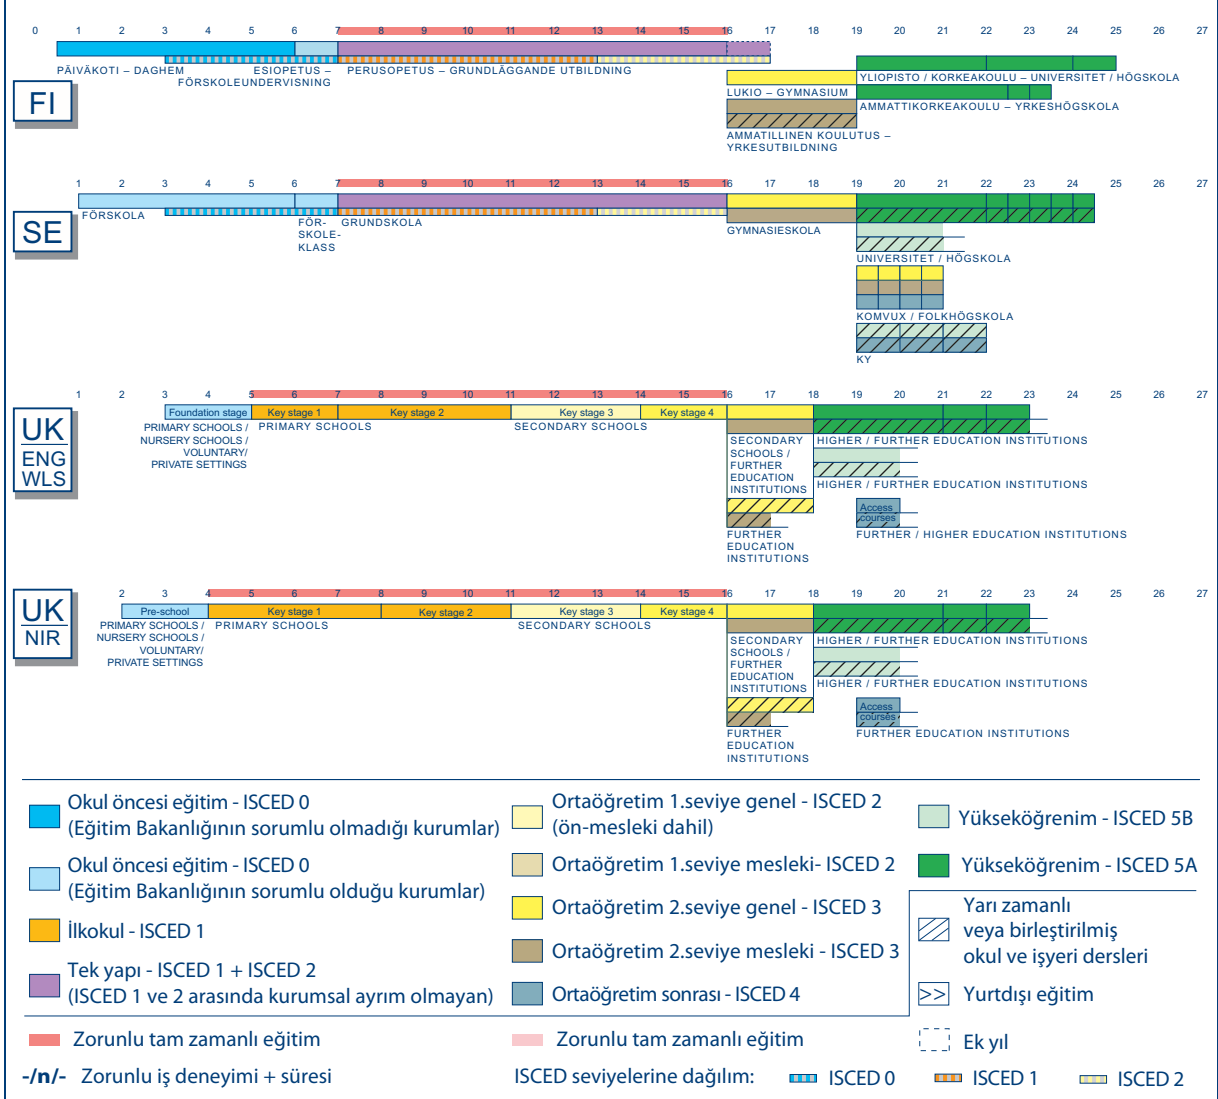 0 1 2 3 4 5 6 7 8 9 10 11 12 13 14 15 16 17 18 19 20 21 22 23 24 25 26 27
PÄIVÄKOTI – DAGHEM
ESIOPETUS –
FÖRSKOLEUNDERVISNING
PERUSOPETUS – GRUNDLÄGGANDE UTBILDNING
YLIOPISTO / KORKEAKOULU – UNIVERSITET / HÖGSKOLA
FI
LUKIO – GYMNASIUM
AMMATTIKORKEAKOULU – YRKESHÖGSKOLA
AMMATILLINEN KOULUTUS –
YRKESUTBILDNING
1 2 3 4 5 6 7 8 9 10 11 12 13 14 15 16 17 18 19 20 21 22 23 24 25 26 27
SE
FÖRSKOLA
FÖR-
SKOLE-
KLASS
GRUNDSKOLA
GYMNASIESKOLA
UNIVERSITET / HÖGSKOLA
KOMVUX / FOLKHÖGSKOLA
KY
1 2 3 4 5 6 7 8 9 10 11 12 13 14 15 16 17 18 19 20 21 22 23 24 25 26 27
UK
ENG
WLS
Foundation stage Key stage 1 Key stage 2 Key stage 3 Key stage 4
PRIMARY SCHOOLS /
NURSERY SCHOOLS /
VOLUNTARY/
PRIVATE SETTINGS
PRIMARY SCHOOLS
SECONDARY SCHOOLS
SECONDARY
SCHOOLS /
FURTHER
EDUCATION
INSTITUTIONS
HIGHER / FURTHER EDUCATION INSTITUTIONS
HIGHER / FURTHER EDUCATION INSTITUTIONS
Access
courses
FURTHER
EDUCATION
INSTITUTIONS
FURTHER / HIGHER EDUCATION INSTITUTIONS
2 3 4 5 6 7 8 9 10 11 12 13 14 15 16 17 18 19 20 21 22 23 24 25 26 27
UK
NIR
Pre-school Key stage 1 Key stage 2 Key stage 3 Key stage 4
PRIMARY SCHOOLS /
NURSERY SCHOOLS /
VOLUNTARY/
PRIVATE SETTINGS
PRIMARY SCHOOLS
SECONDARY SCHOOLS
SECONDARY
SCHOOLS /
FURTHER
EDUCATION
INSTITUTIONS
HIGHER / FURTHER EDUCATION INSTITUTIONS
HIGHER / FURTHER EDUCATION INSTITUTIONS
Access
courses
FURTHER
EDUCATION
INSTITUTIONS
FURTHER EDUCATION INSTITUTIONS
Okul öncesi eğitim - ISCED 0
(Eğitim Bakanlığının sorumlu olmadığı kurumlar)
Okul öncesi eğitim - ISCED 0
(Eğitim Bakanlığının sorumlu olduğu kurumlar)
İlkokul - ISCED 1
Tek yapı - ISCED 1 + ISCED 2
(ISCED 1 ve 2 arasında kurumsal ayrım olmayan)
Ortaöğretim 1.seviye genel - ISCED 2
(ön-mesleki dahil)
Ortaöğretim 1.seviye mesleki- ISCED 2
Ortaöğretim 2.seviye genel - ISCED 3
Ortaöğretim 2.seviye mesleki - ISCED 3
Ortaöğretim sonrası - ISCED 4
Yükseköğrenim - ISCED 5B
Yükseköğrenim - ISCED 5A
Yarı zamanlı
veya birleştirilmiş
okul ve işyeri dersleri
>> Yurtdışı eğitim
Zorunlu tam zamanlı eğitim
Zorunlu tam zamanlı eğitim
Ek yıl
-/n/- Zorunlu iş deneyimi + süresi
ISCED seviyelerine dağılım: ISCED 0 ISCED 1 ISCED 2